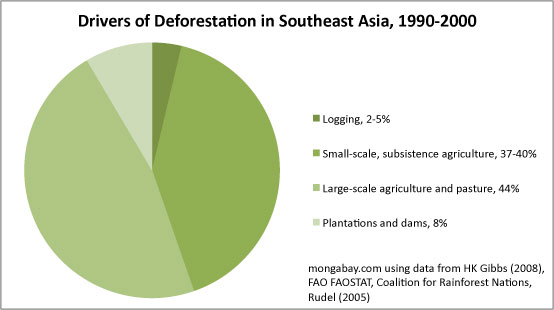 Drivers of Deforestation in Southeast Asia, 1990-2000
Logging, 2-5%
Small-scale, subsistence agriculture, 37-40%
Large-scale agriculture and pasture, 44%
Plantations and dams, 8%
mongabay.com using data from HK Gibbs (2008),
FAO FAOSTAT, Coalition for Rainforest Nations,
Rudel (2005)